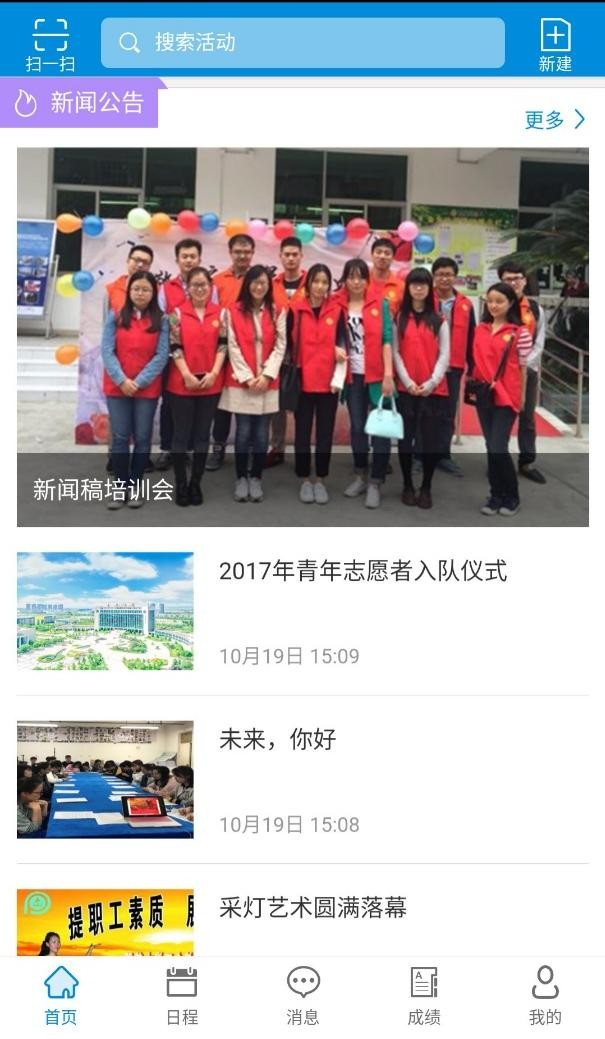 扫一扫
搜索活动
新建
新闻公告
更多
新闻稿培训会
2017年青年志愿者入队仪式
10月19日 15:09
未来，你好
10月19日 15:08
提职工素质
采灯艺术圆满落幕
首页
日程
消息
成绩
我的